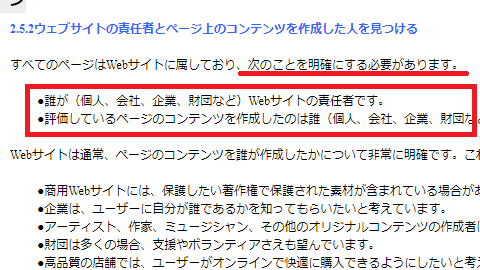 2.5.2ウェブサイトの責任者とページ上のコンテンツを作成した人を見つける
すべてのページはWebサイトに属しており、次のことを明確にする必要があります。
●誰が（個人、会社、企業、財団など）Webサイトの責任者です。
●評価しているページのコンテンツを作成したのは誰（個人、会社、企業、財団な
Webサイトは通常、ページのコンテンツを誰が作成したかについて非常に明確です。これ
●商用Webサイトには、保護したい著作権で保護された素材が含まれている場合があ
●企業は、ユーザーに自分が誰であるかを知ってもらいたいと考えています。
●アーティスト、作家、ミュージシャン、その他のオリジナルコンテンツの作成者は
●財団は多くの場合、支援やボランティアさえも望んでいます。
●高品質の店舗では、ユーザーがオンラインで快適に購入できるようにしたいと考え